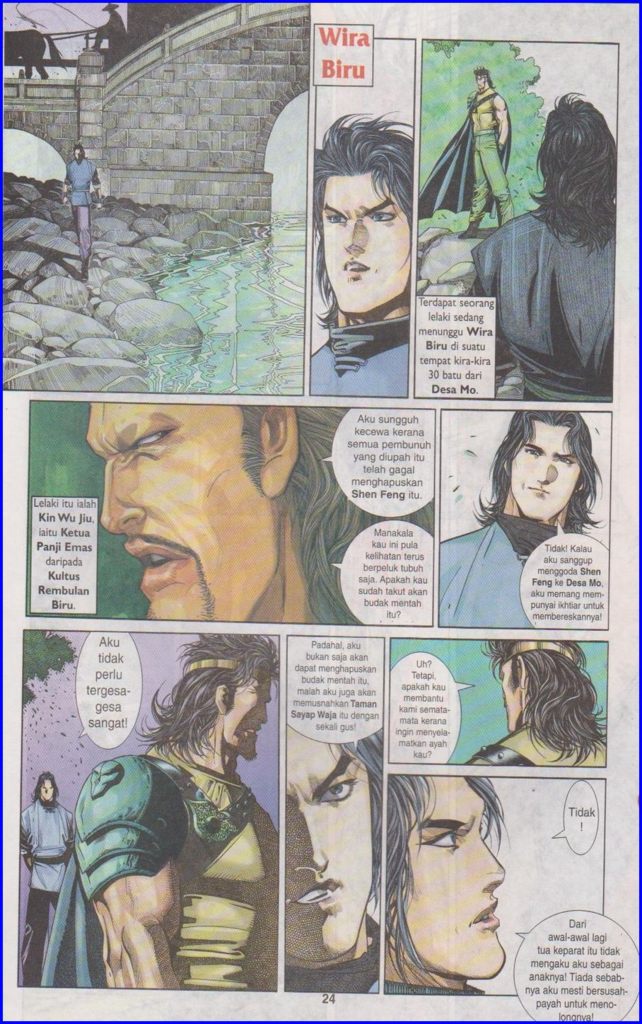 Wira
Biru
Terdapat seorang
lelaki sedang
menunggu Wira
Biru di suatu
tempat kira-kira
30 batu dari
Desa Mo.
Lelaki itu ialah
Kin Wu Jiu,
iaitu Ketua
Panji Emas
daripada
Kultus
Rembulan
Biru.
Aku sungguh
kecewa kerana
semua pembunuh
yang diupah itu
telah gagal
menghapuskan
Shen Feng itu.
Manakala
kau ini pula
kelihatan terus
berpeluk tubuh
saja. Apakah kau
sudah takut akan
budak mentah
itu?
Tidak! Kalau
aku sanggup
menggoda Shen
Feng ke Desa Mo,
aku memang mem-
punyai ikhtiar untuk
membereskannya!
Aku
tidak
perlu
tergesa-
gesa
sangat!
Padahal, aku
bukan saja akan
dapat menghapuskan
budak mentah itu,
malah aku juga akan
memusnahkan Taman
Sayap Waja itu dengan
sekali gus!
Uh?
Tetapi,
apakah kau
membantu
kami semata-
mata kerana
ingin menyela-
matkan ayah
kau?
Tidak
!
Dari
awal-awal lagi
tua keparat itu tidak
mengaku aku sebagai
anaknya! Tiada sebab-
nya aku mesti bersusah-
payah untuk meno-
longnya!
24